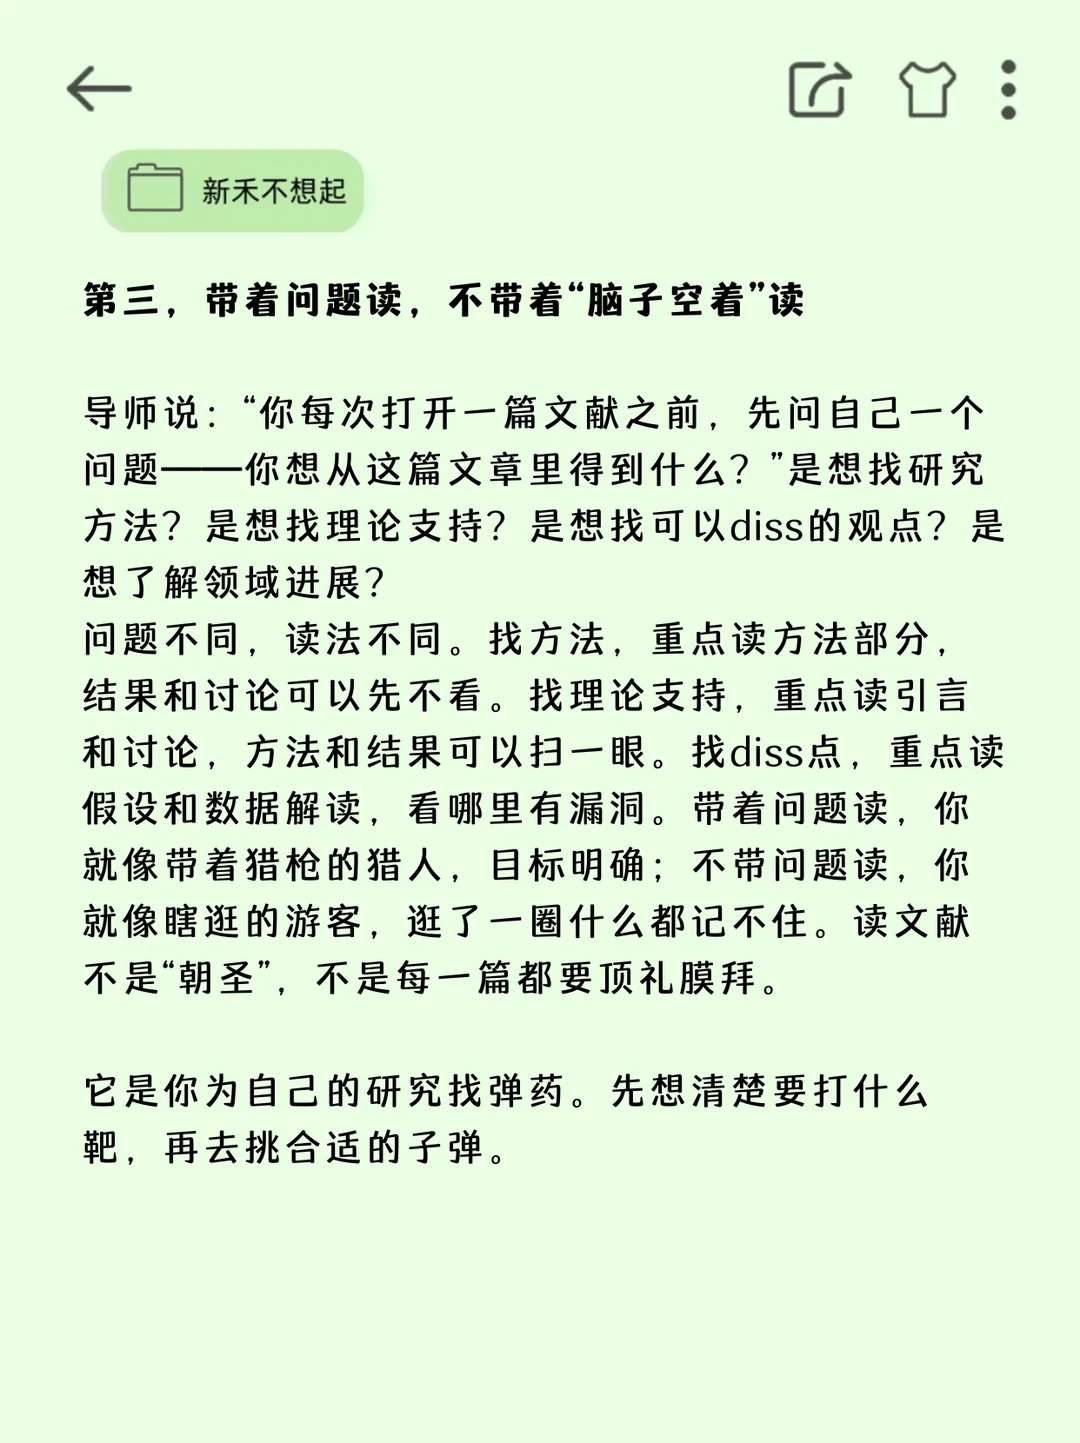 新禾不想起
第三，带着问题读，不带着“脑子空着”读
导师说：“你每次打开一篇文献之前，先问自己一个
问题——你想从这篇文章里得到什么？”是想找研究
方法？是想找理论支持？是想找可以diss的观点？是
想了解领域进展？
问题不同，读法不同。找方法，重点读方法部分，
结果和讨论可以先不看。找理论支持，重点读引言
和讨论，方法和结果可以扫一眼。找diss点，重点读
假设和数据解读，看哪里有漏洞。带着问题读，你
就像带着猎枪的猎人，目标明确；不带问题读，你
就像瞎逛的游客，逛了一圈什么都记不住。读文献
不是“朝圣”，不是每一篇都要顶礼膜拜。
它是你为自己的研究找弹药。先想清楚要打什么
靶，再去挑合适的子弹。